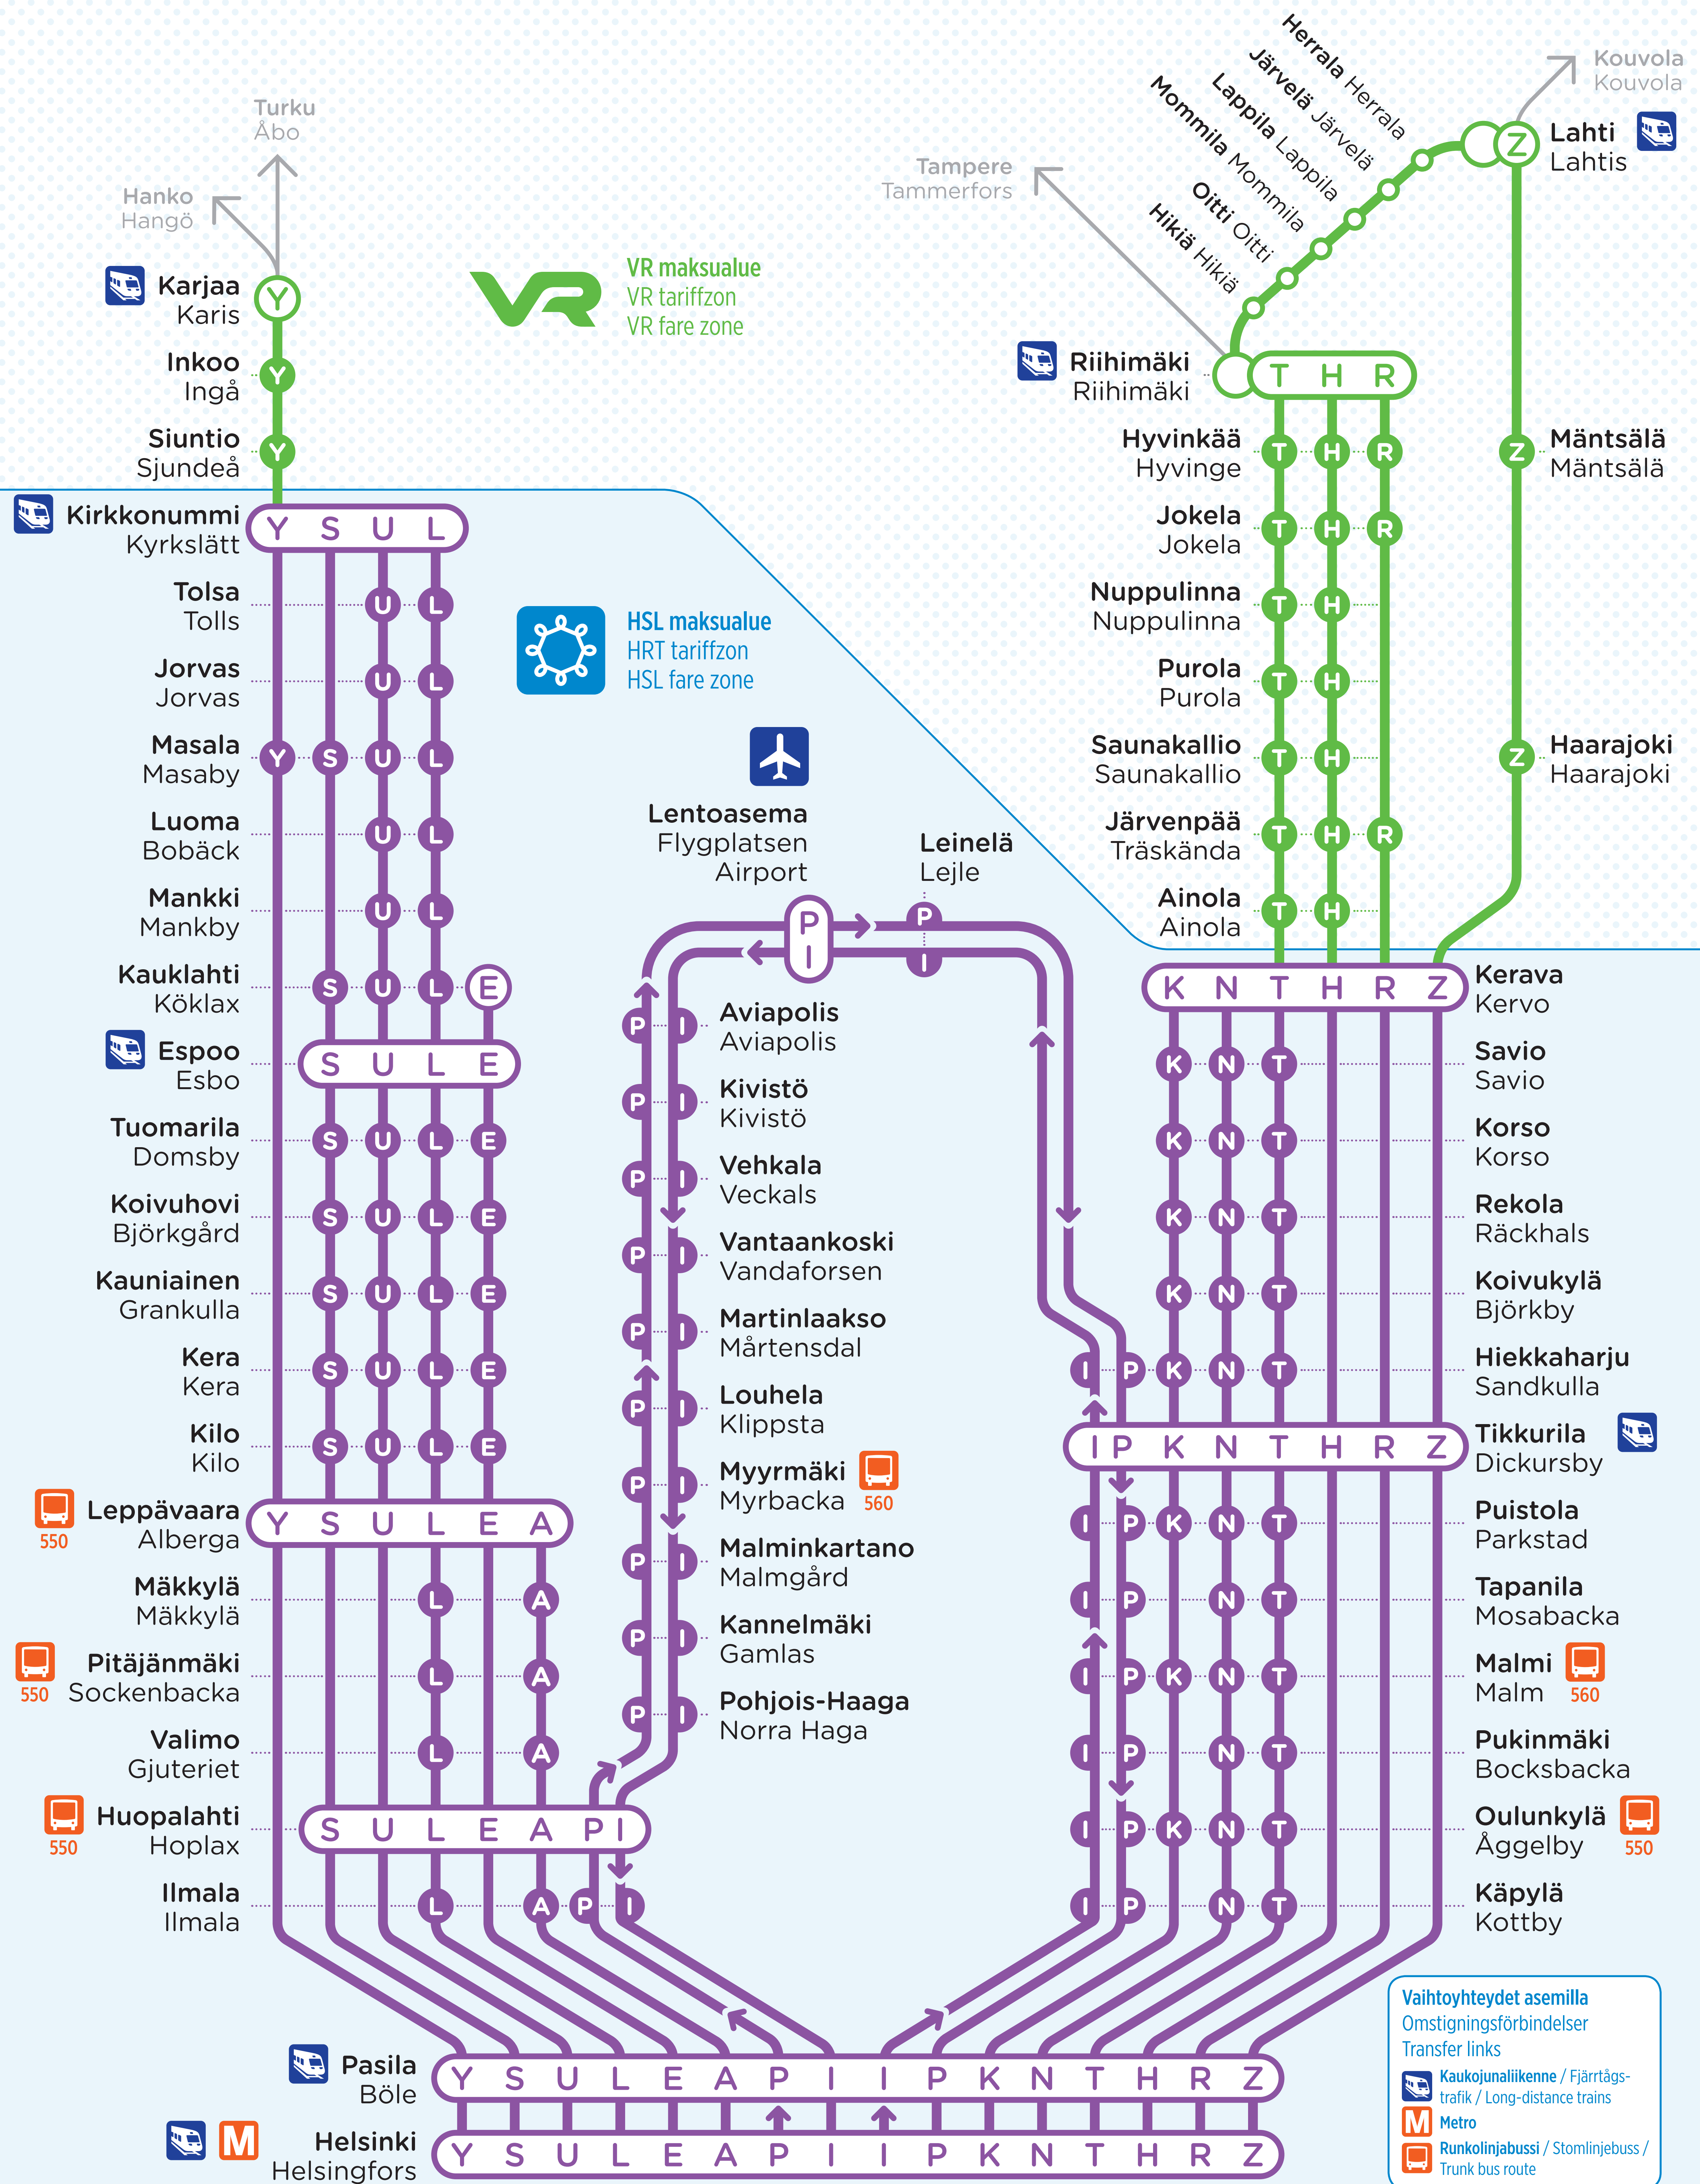 Turku
Åbo
Hanko
Hangö
Karjaa
Karis
Y
Inkoo
Ingå
Y
Siuntio
Sjundeå
Y
VR
VR maksualue
VR tariffzon
VR fare zone
Tampere
Tammerfors
Kouvola
Kouvola
Herrala Herrala
Järvelä Järvelä
Lappila Lappila
Mommila Mommila
Oitti Oitti
Hikiä Hikiä
Z
Lahti
Lahtis
Riihimäki
Riihimäki
T H R
Hyvinkää
Hyvinge
T H R
Z
Mäntsälä
Mäntsälä
Jokela
Jokela
T H R
Nuppulinna
Nuppulinna
T H
Purola
Purola
T H
Saunakallio
Saunakallio
T H
Z
Haarajoki
Haarajoki
Järvenpää
Träskända
T H R
Ainola
Ainola
T H
Kirkkonummi
Kyrkslätt
Y S U L
Tolsa
Tolls
U L
Jorvas
Jorvas
U L
HSL maksualue
HRT tariffzon
HSL fare zone
Masala
Masaby
Y S U L
Luoma
Bobäck
U L
Mankki
Mankby
U L
Kauklahti
Köklax
S U L E
Espoo
Esbo
S U L E
Tuomarila
Domsby
S U L E
Koivuhovi
Björkgård
S U L E
Kauniainen
Grankulla
S U L E
Kera
Kera
S U L E
Kilo
Kilo
S U L E
550
Leppävaara
Alberga
Y S U L E A
Mäkkylä
Mäkkylä
L A
550
Pitäjänmäki
Sockenbacka
L A
Valimo
Gjuteriet
L A
550
Huopalahti
Hoplax
S U L E A P I
Ilmala
Ilmala
L A P I
Lentoasema
Flygplatsen
Airport
P
I
Leinelä
Lejle
P
I
P I
Aviapolis
Aviapolis
P I
Kivistö
Kivistö
P I
Vehkala
Veckals
P I
Vantaankoski
Vandaforsen
P I
Martinlaakso
Mårtensdal
P I
Louhela
Klippsta
P I
Myyrmäki
Myrbacka
560
P I
Malminkartano
Malmgård
P I
Kannelmäki
Gamlas
P I
Pohjois-Haaga
Norra Haga
K N T H R Z
Kerava
Kervo
K N T
Savio
Savio
K N T
Korso
Korso
K N T
Rekola
Räckhals
K N T
Koivukylä
Björkby
I P K N T
Hiekkaharju
Sandkulla
I P K N T H R Z
Tikkurila
Dickursby
I P K N T
Puistola
Parkstad
I P N T
Tapanila
Mosabacka
I P K N T
Malmi
Malm
560
I P N T
Pukinmäki
Bocksbacka
I P K N T
Oulunkylä
Åggelby
550
I P N T
Käpylä
Kottby
Pasila
Böle
Y S U L E A P I I P K N T H R Z
M
Helsinki
Helsingfors
Y S U L E A P I I P K N T H R Z
Vaihtoyhteydet asemilla
Omstigningsförbindelser
Transfer links
Kaukojunaliikenne / Fjärrtågs-
trafik / Long-distance trains
M Metro
Runkolinjabussi / Stomlinjebuss /
Trunk bus route